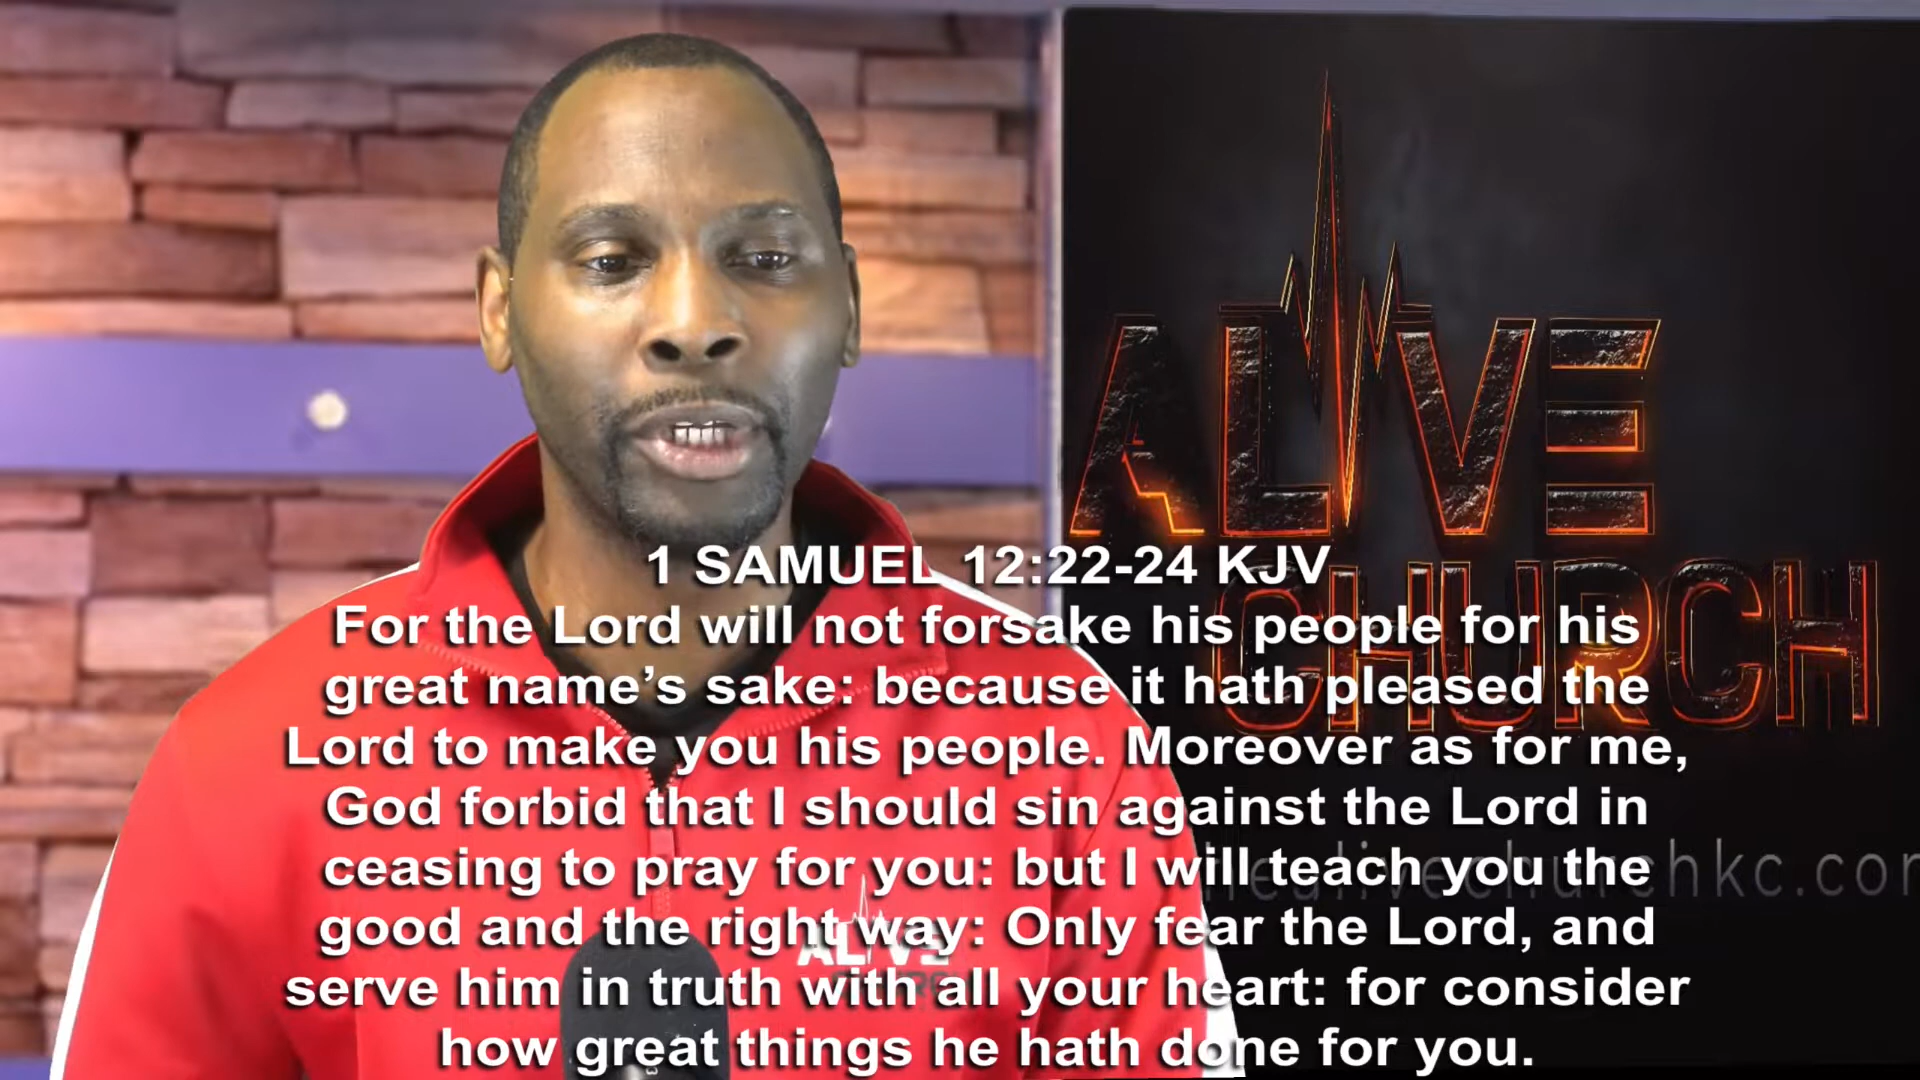 ALIVE
CHURCH
1 SAMUEL 12:22-24 KJV
For the Lord will not forsake his people for his
great name’s sake: because it hath pleased the
Lord to make you his people. Moreover as for me,
God forbid that I should sin against the Lord in
ceasing to pray for you: but I will teach you the
good and the right way: Only fear the Lord, and
serve him in truth with all your heart: for consider
how great things he hath done for you.
ALIVE